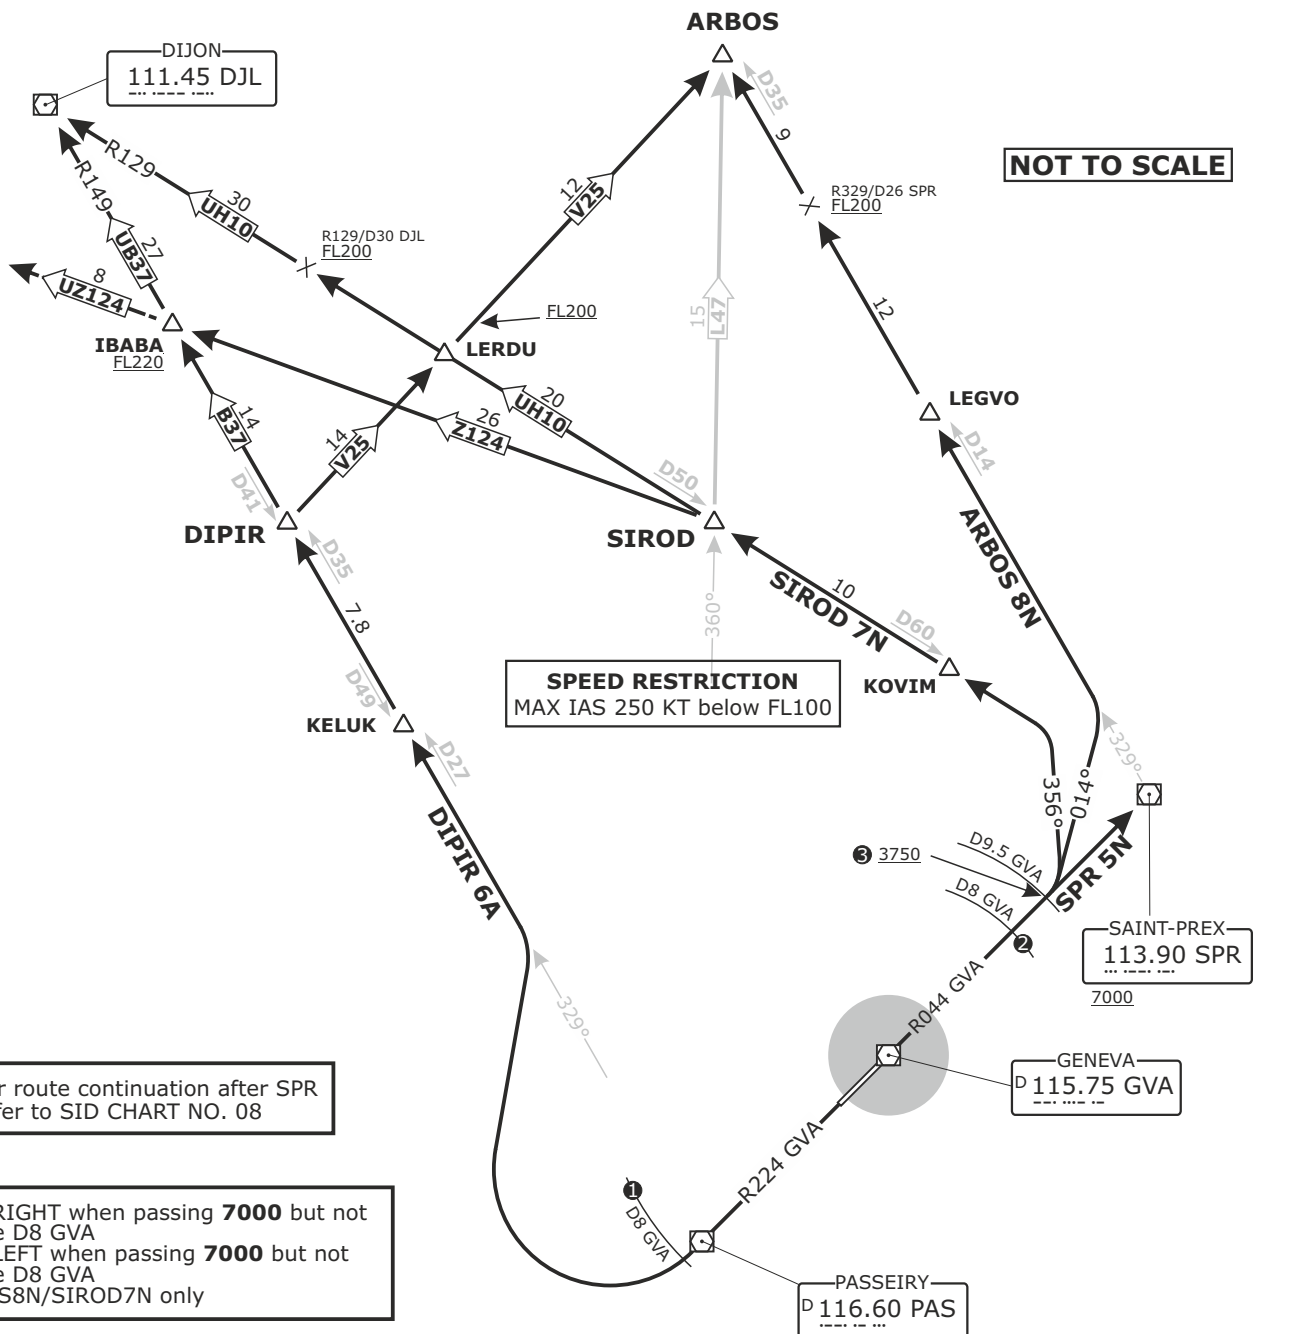 ARBOS
DIJON
111.45 DJL
D35
9
NOT TO SCALE
R129
R149
30
UH10
12
V25
R329/D26 SPR
FL200
R129/D30 DJL
FL200
27
UB37
8
UZ124
15
L47
12
FL200
IBABA
FL220
LERDU
LEGVO
14
B37
14
V25
20
UH10
26
Z124
D14
D41
D50
DIPIR
SIROD
D35
ARBOS 8N
7.8
10
SIROD 7N
360°
D60
SPEED RESTRICTION
MAX IAS 250 KT below FL100
KOVIM
D49
KELUK
D27
329°
356°
014°
DIPIR 6A
D9.5 GVA
3 3750
D8 GVA
SPR 5N
2
SAINT-PREX
113.90 SPR
7000
329°
R044 GVA
GENEVA
D 115.75 GVA
r route continuation after SPR
fer to SID CHART NO. 08
R224 GVA
1
D8 GVA
RIGHT when passing 7000 but not
e D8 GVA
LEFT when passing 7000 but not
e D8 GVA
S8N/SIROD7N only
PASSEIRY
D 116.60 PAS